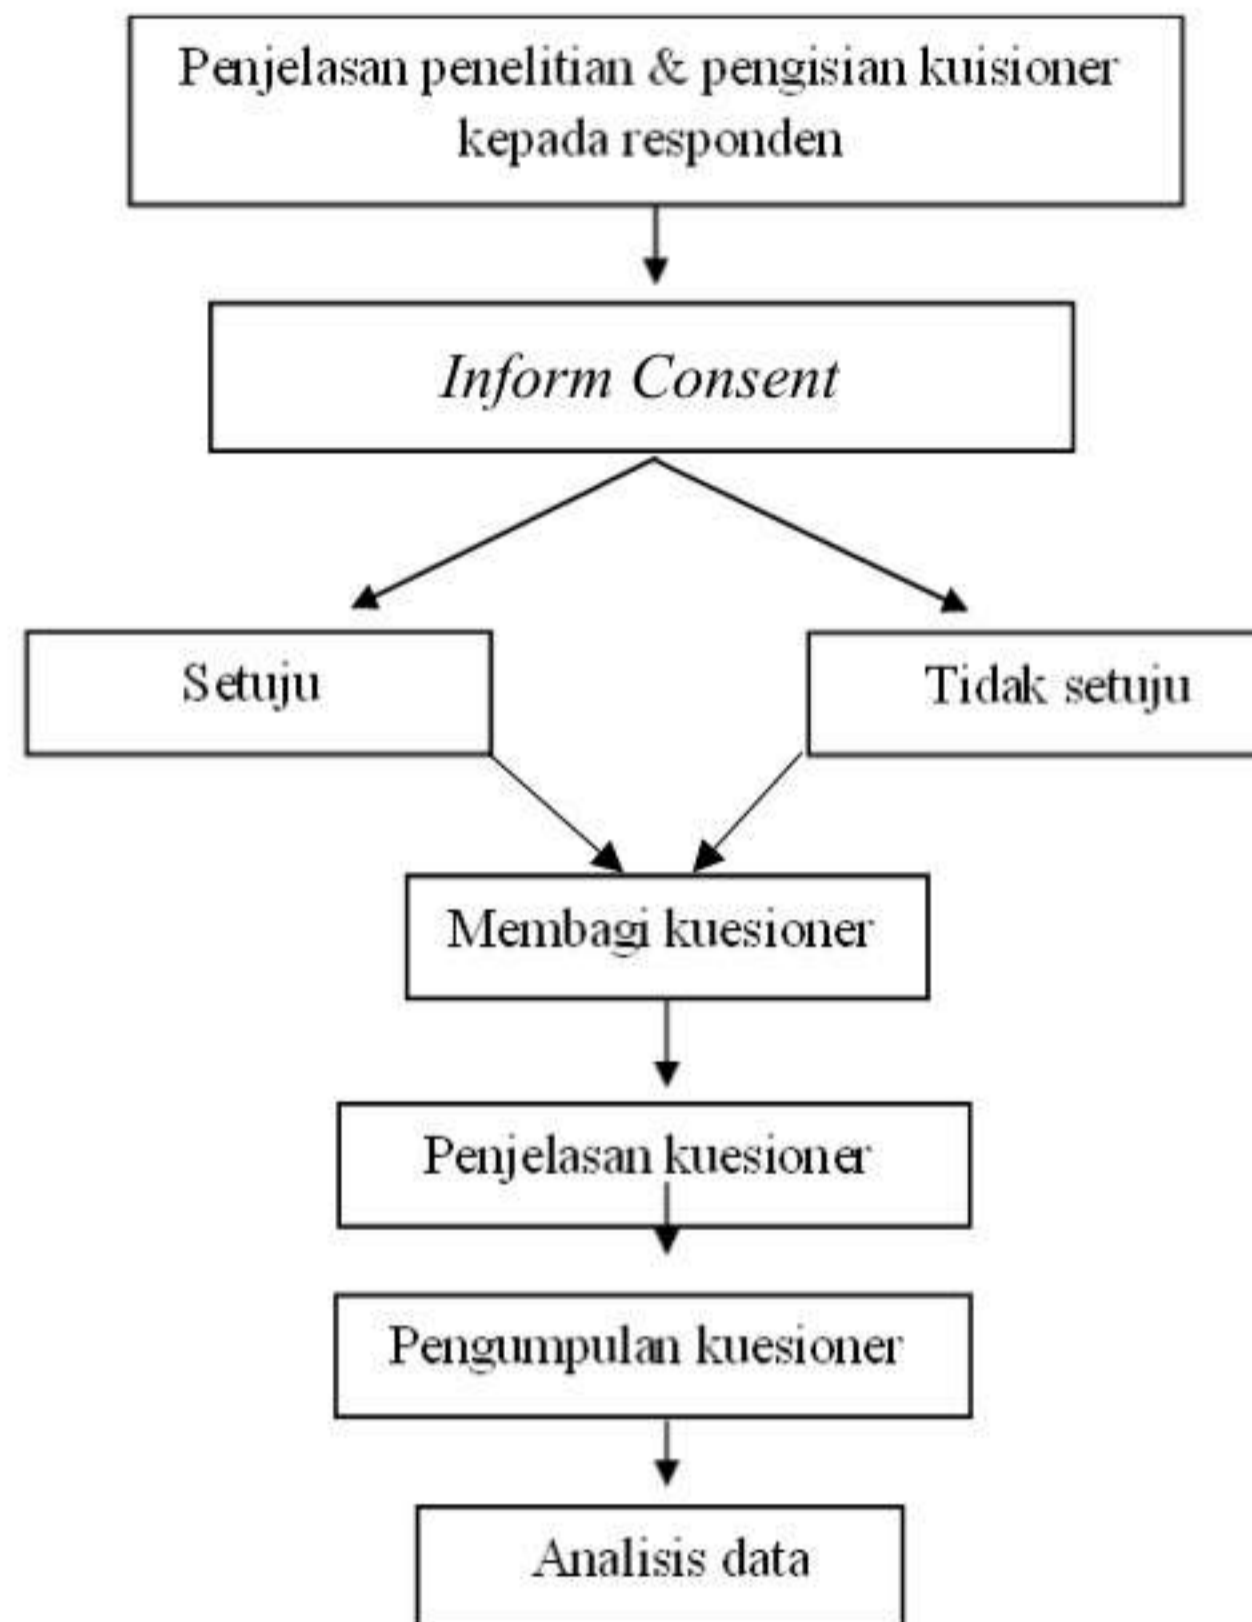 Penjelasan penelitian & pengisian kuisioner
kepada responden
Inform Consent
Setuju
Tidak setuju
Membagi kuesioner
Penjelasan kuesioner
Pengumpulan kuesioner
Analisis data